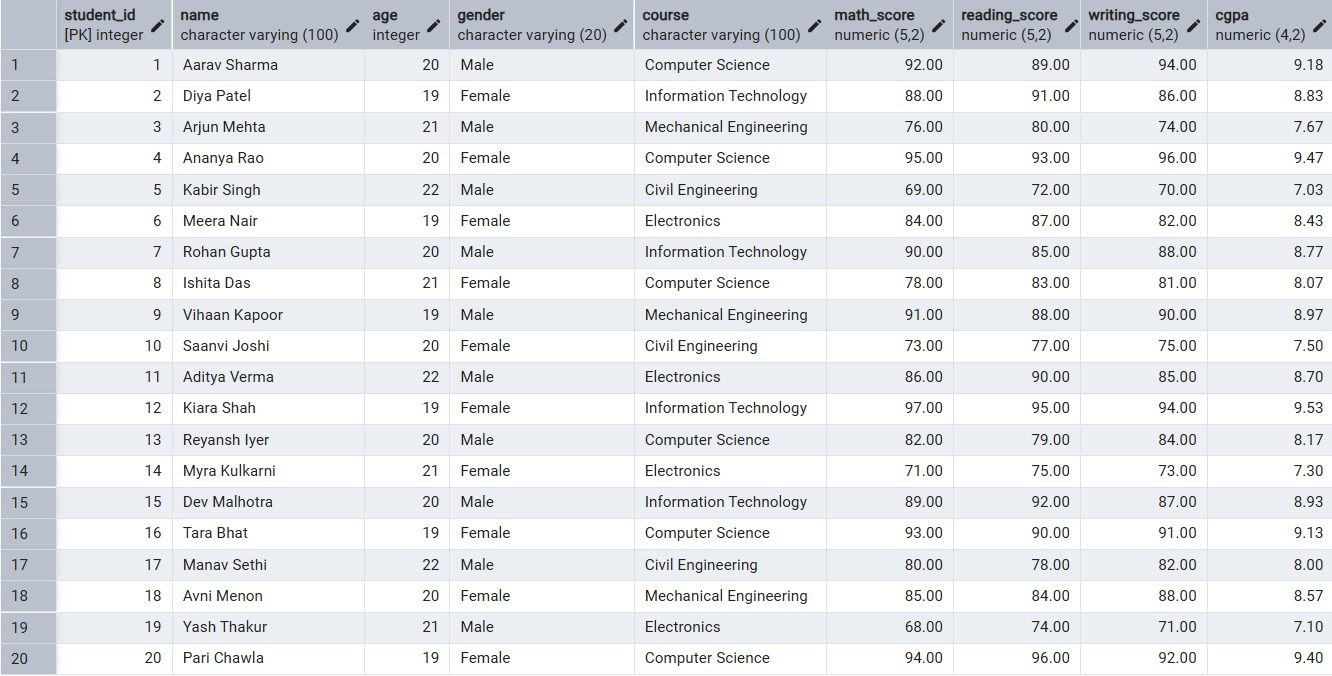 student_id name age gender course math_score reading_score writing_score cgpa
[PK] integer character varying (100) integer character varying (20) character varying (100) numeric (5,2) numeric (5,2) numeric (5,2) numeric (4,2)
1 1 Aarav Sharma 20 Male Computer Science 92.00 89.00 94.00 9.18
2 2 Diya Patel 19 Female Information Technology 88.00 91.00 86.00 8.83
3 3 Arjun Mehta 21 Male Mechanical Engineering 76.00 80.00 74.00 7.67
4 4 Ananya Rao 20 Female Computer Science 95.00 93.00 96.00 9.47
5 5 Kabir Singh 22 Male Civil Engineering 69.00 72.00 70.00 7.03
6 6 Meera Nair 19 Female Electronics 84.00 87.00 82.00 8.43
7 7 Rohan Gupta 20 Male Information Technology 90.00 85.00 88.00 8.77
8 8 Ishita Das 21 Female Computer Science 78.00 83.00 81.00 8.07
9 9 Vihaan Kapoor 19 Male Mechanical Engineering 91.00 88.00 90.00 8.97
10 10 Saanvi Joshi 20 Female Civil Engineering 73.00 77.00 75.00 7.50
11 11 Aditya Verma 22 Male Electronics 86.00 90.00 85.00 8.70
12 12 Kiara Shah 19 Female Information Technology 97.00 95.00 94.00 9.53
13 13 Reyansh Iyer 20 Male Computer Science 82.00 79.00 84.00 8.17
14 14 Myra Kulkarni 21 Female Electronics 71.00 75.00 73.00 7.30
15 15 Dev Malhotra 20 Male Information Technology 89.00 92.00 87.00 8.93
16 16 Tara Bhat 19 Female Computer Science 93.00 90.00 91.00 9.13
17 17 Manav Sethi 22 Male Civil Engineering 80.00 78.00 82.00 8.00
18 18 Avni Menon 20 Female Mechanical Engineering 85.00 84.00 88.00 8.57
19 19 Yash Thakur 21 Male Electronics 68.00 74.00 71.00 7.10
20 20 Pari Chawla 19 Female Computer Science 94.00 96.00 92.00 9.40